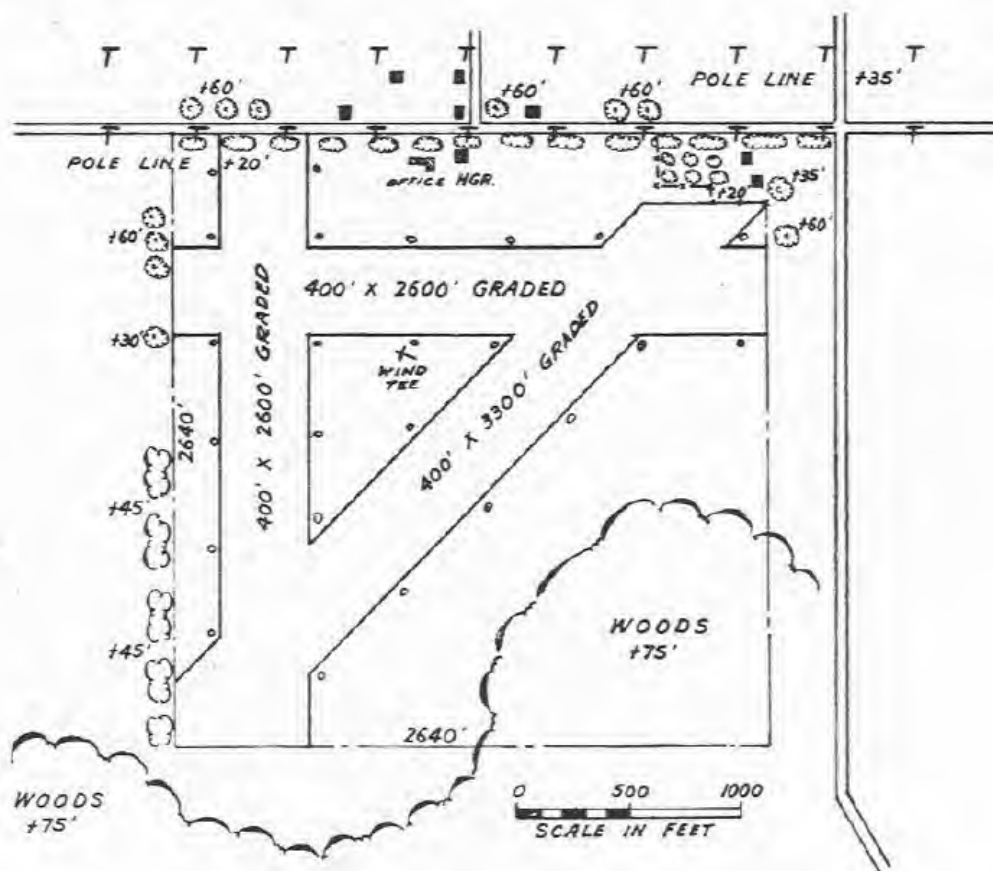 T T T T T T T T T T
+60'
+60'
POLE LINE
+35'
POLE LINE
+20'
OFFICE HGR.
+20'
+35'
+60'
+60'
400' X 2600' GRADED
+30'
WIND
TEE
2640'
400' X 2600' GRADED
400' X 3300' GRADED
+45'
WOODS
+75'
+45'
2640'
WOODS
+75'
0 500 1000
SCALE IN FEET